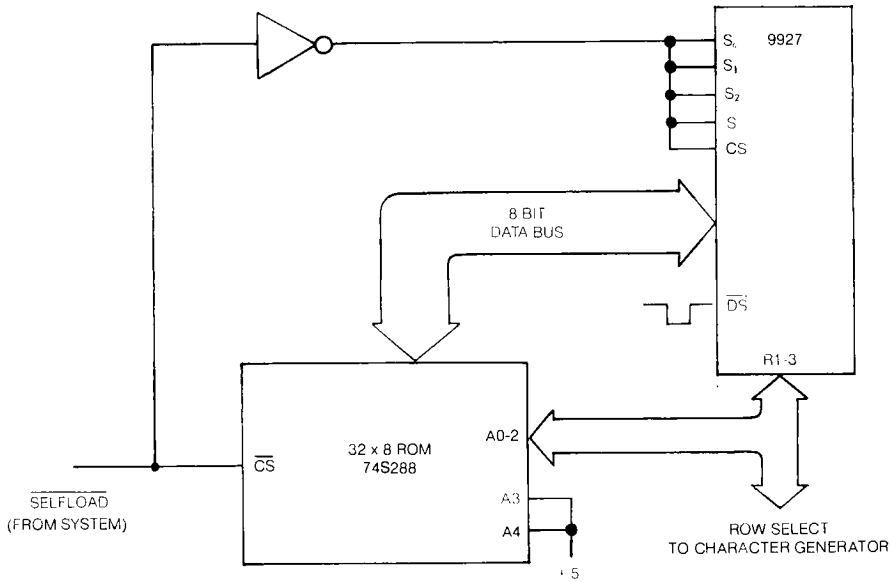 9927
S₀
S₁
S₂
S
CS
8 BIT
DATA BUS
DS
R1-3
32 x 8 ROM
74S288
A0-2
CS
A3
A4
SELFLOAD
(FROM SYSTEM)
ROW SELECT
TO CHARACTER GENERATOR
+5